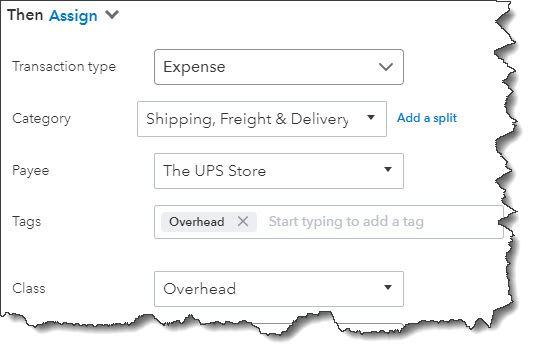 Then Assign
Transaction type Expense
Category Shipping, Freight & Delivery Add a split
Payee The UPS Store
Tags Overhead Start typing to add a tag
Class Overhead